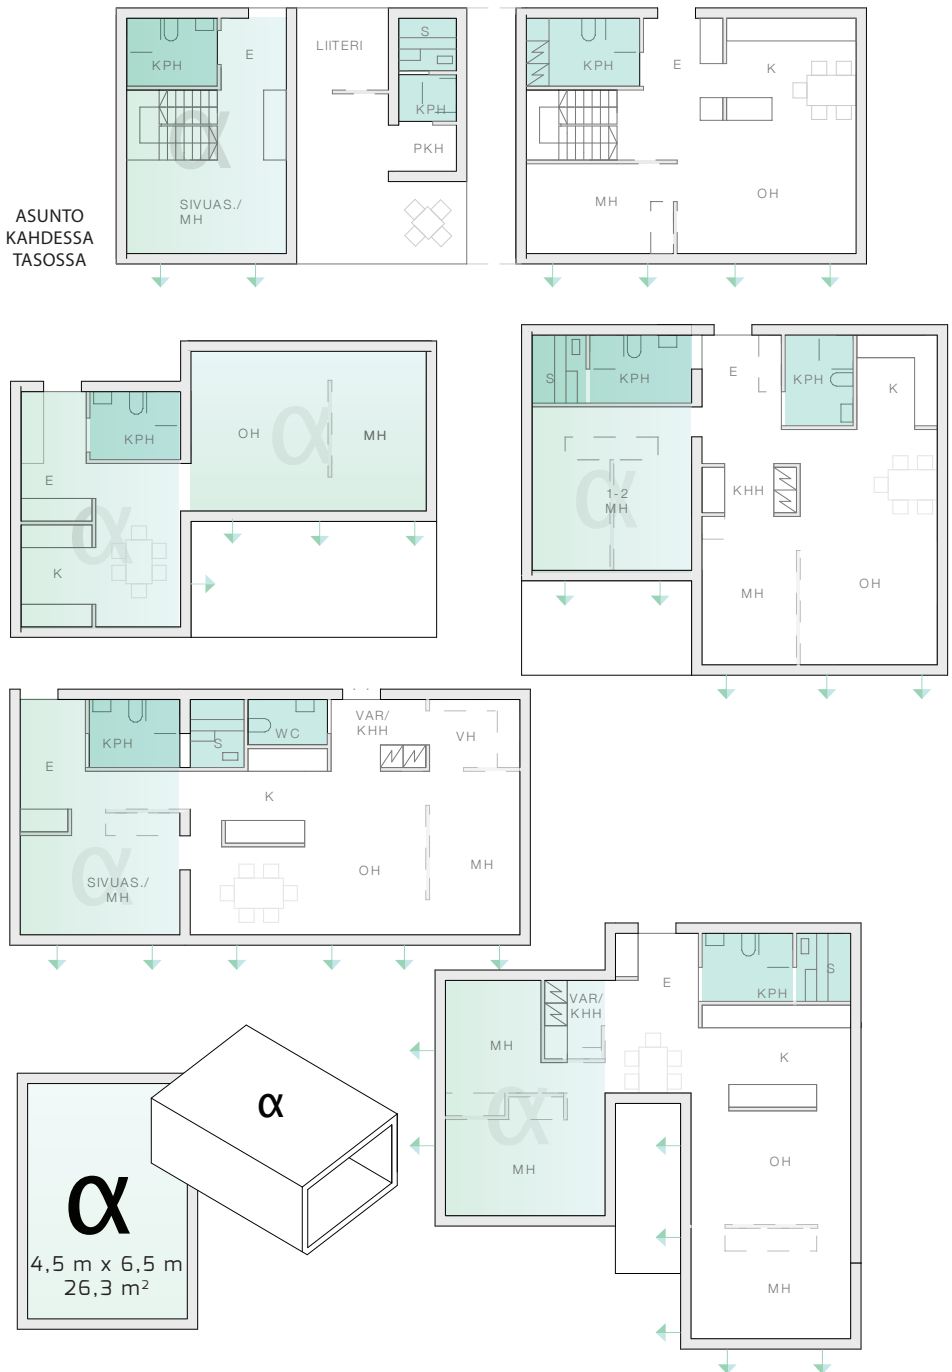 KPH
E
LIITERI
S
KPH
PKH
α
SIVUAS./
MH
ASUNTO
KAHDESSA
TASOSSA
KPH
E
K
MH
OH
E
KPH
OH
α
MH
α
K
S
KPH
E
KPH
K
α
1-2
MH
KHH
MH
OH
E
KPH
S
WC
VAR/
KHH
VH
K
α
SIVUAS./
MH
OH
MH
MH
VAR/
KHH
E
KPH
S
K
α
MH
OH
MH
α
α
4,5 m x 6,5 m
26,3 m²